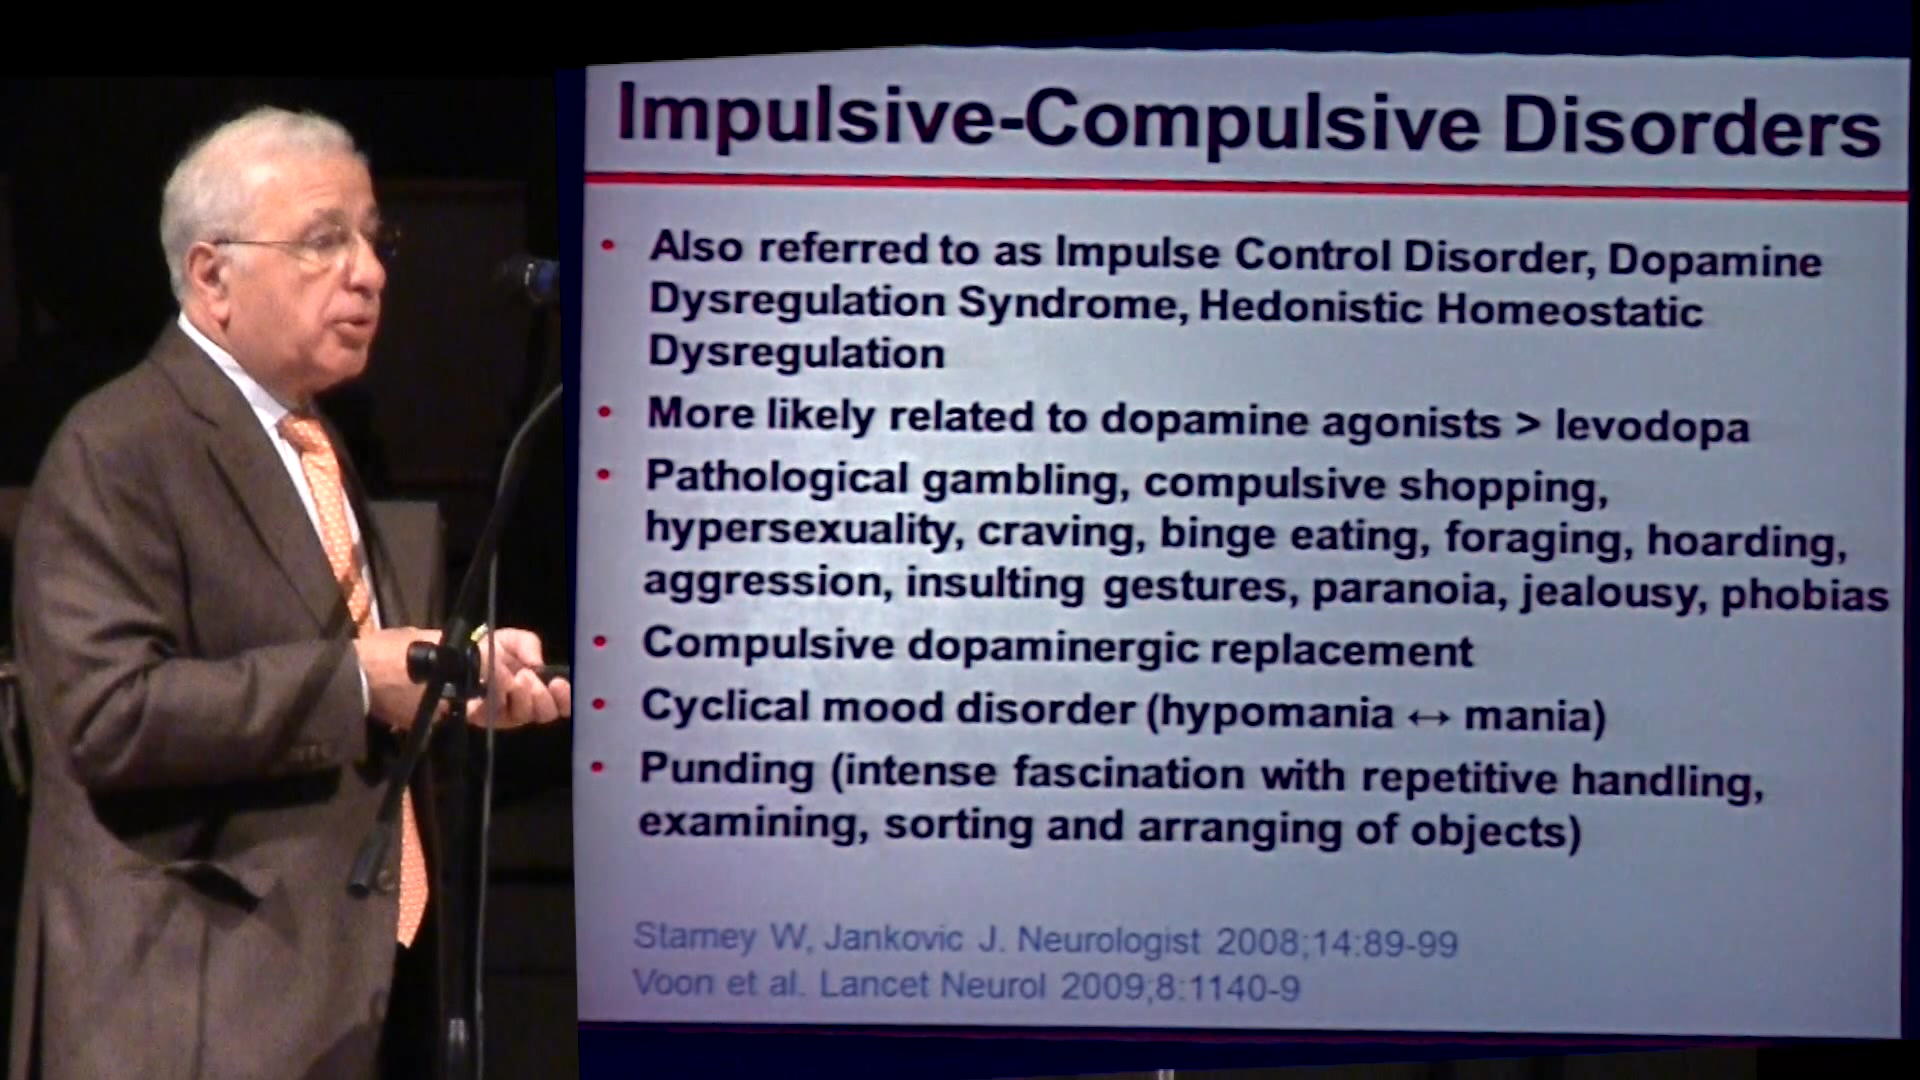 Impulsive-Compulsive Disorders
• Also referred to as Impulse Control Disorder, Dopamine
Dysregulation Syndrome, Hedonistic Homeostatic
Dysregulation
• More likely related to dopamine agonists > levodopa
• Pathological gambling, compulsive shopping,
hypersexuality, craving, binge eating, foraging, hoarding,
aggression, insulting gestures, paranoia, jealousy, phobias
• Compulsive dopaminergic replacement
• Cyclical mood disorder (hypomania ↔ mania)
• Punding (intense fascination with repetitive handling,
examining, sorting and arranging of objects)
Stamey W, Jankovic J. Neurologist 2008;14:89-99
Voon et al. Lancet Neurol 2009;8:1140-9